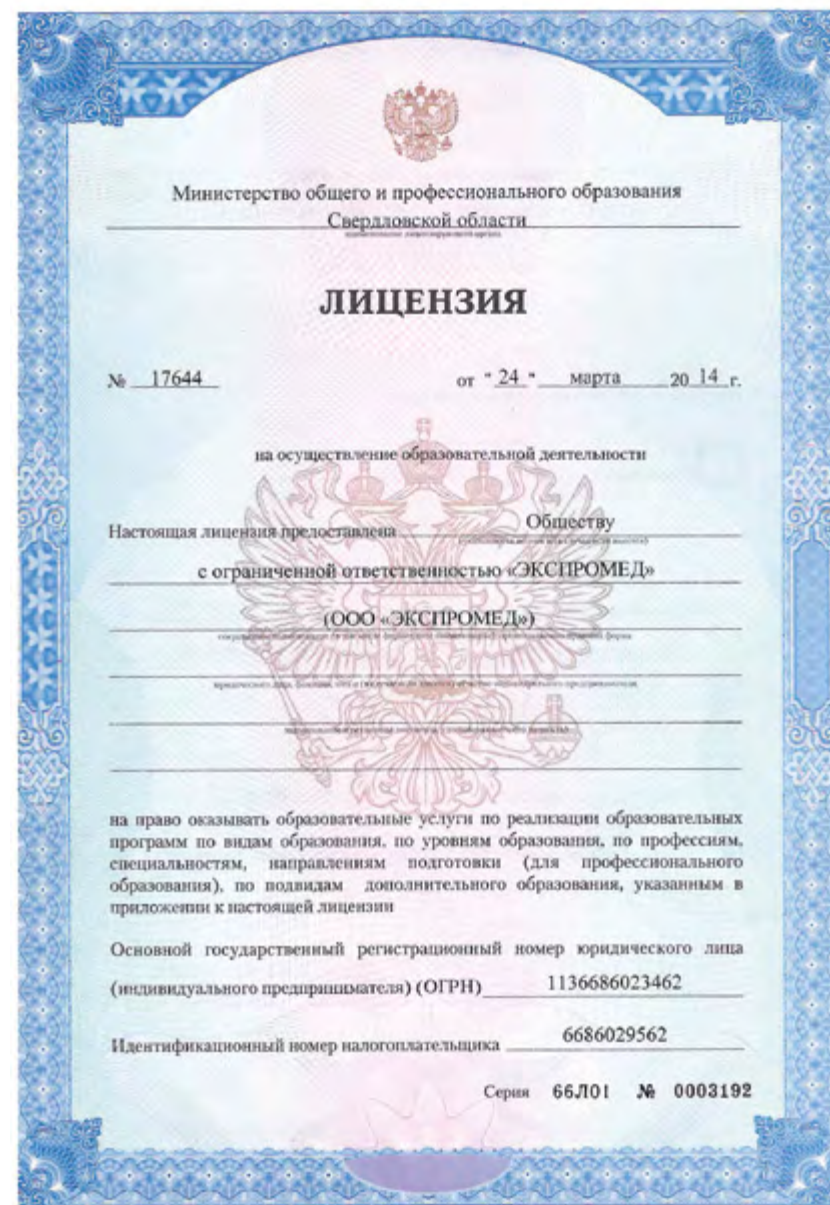 Министерство общего и профессионального образования
Свердловской области
наименование лицензирующего органа
ЛИЦЕНЗИЯ
№ 17644 от " 24 " марта 20 14 г.
на осуществление образовательной деятельности
Настоящая лицензия предоставлена Обществу
с ограниченной ответственностью «ЭКСПРОМЕД»
(ООО «ЭКСПРОМЕД»)
на право оказывать образовательные услуги по реализации образовательных
программ по видам образования, по уровням образования, по профессиям,
специальностям, направлениям подготовки (для профессионального
образования), по подвидам дополнительного образования, указанным в
приложении к настоящей лицензии
Основной государственный регистрационный номер юридического лица
(индивидуального предпринимателя) (ОГРН) 1136686023462
Идентификационный номер налогоплательщика 6686029562
Серия 66Л01 № 0003192